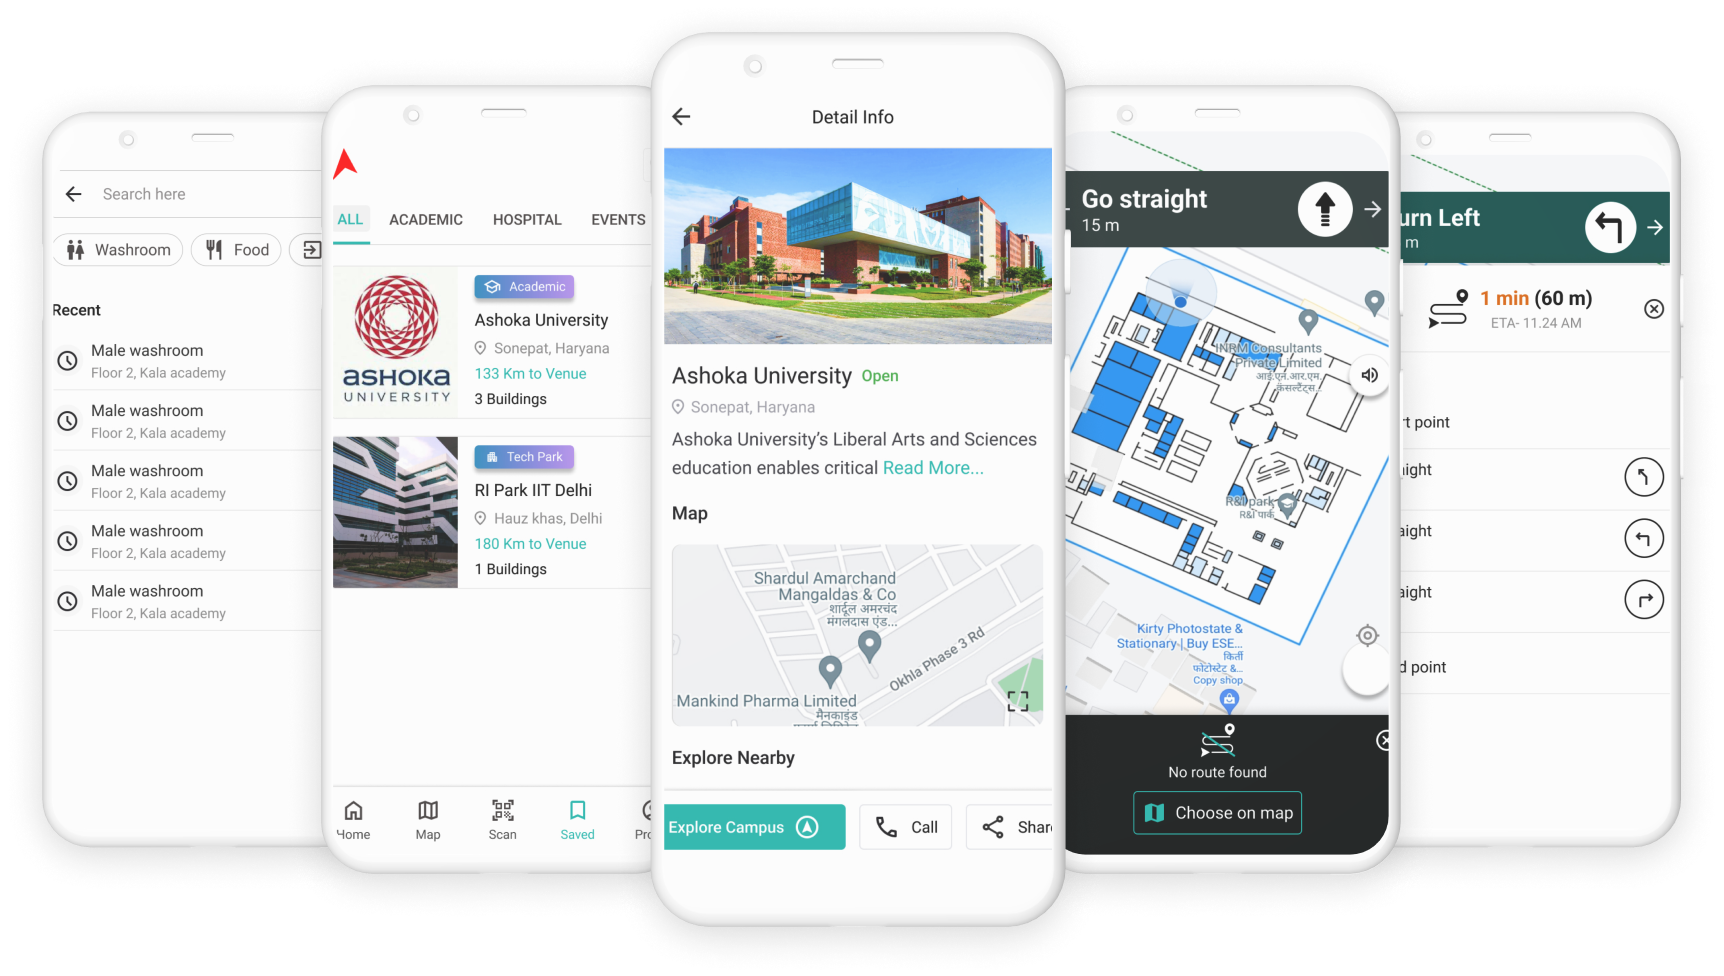 Search here
Washroom
Food
Recent
Male washroom
Floor 2, Kala academy
Male washroom
Floor 2, Kala academy
Male washroom
Floor 2, Kala academy
Male washroom
Floor 2, Kala academy
Male washroom
Floor 2, Kala academy
ALL ACADEMIC HOSPITAL EVENTS
ASHOKA
UNIVERSITY
Academic
Ashoka University
Sonepat, Haryana
133 Km to Venue
3 Buildings
Tech Park
RI Park IIT Delhi
Hauz khas, Delhi
180 Km to Venue
1 Buildings
Home Map Scan Saved Pro
Detail Info
Ashoka University Open
Sonepat, Haryana
Ashoka University’s Liberal Arts and Sciences
education enables critical Read More...
Map
Shardul Amarchand
Mangaldas & Co
शार्दूल अमरचंद
मंगलदास एंड...
Okhla Phase 3 Rd
Mankind Pharma Limited
मैनकाइंड
Explore Nearby
Explore Campus
Call
Share
Go straight
15 m
INRM Consultants
Private Limited
आई.एन.आर.एम.
कंसल्टैंट्स...
R&I park
R&I पार्क
Kirty Photostate &
Stationary | Buy ESE...
किर्ती
फोटोस्टेट &...
Copy shop
No route found
Choose on map
urn Left
m
1 min (60 m)
ETA- 11.24 AM
rt point
aight
aight
aight
d point